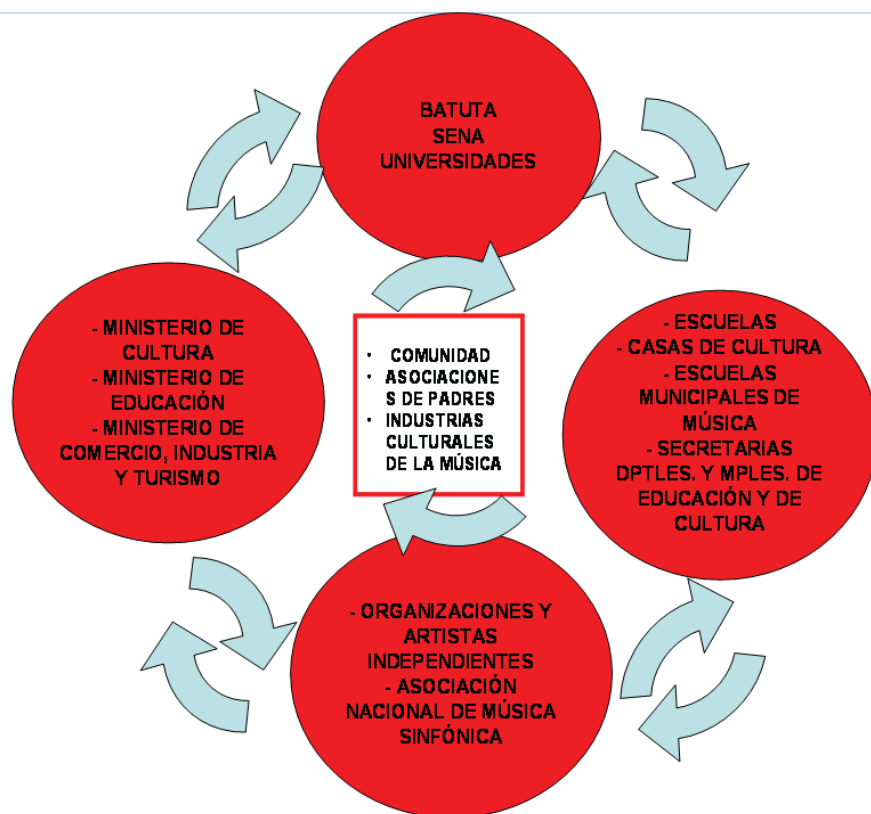 BATUTA
SENA
UNIVERSIDADES
- MINISTERIO DE
CULTURA
- MINISTERIO DE
EDUCACIÓN
- MINISTERIO DE
COMERCIO, INDUSTRIA
Y TURISMO
• COMUNIDAD
• ASOCIACIONE
S DE PADRES
• INDUSTRIAS
CULTURALES
DE LA MÚSICA
- ESCUELAS
- CASAS DE CULTURA
- ESCUELAS
MUNICIPALES DE
MÚSICA
- SECRETARIAS
DPTLES. Y MPLES. DE
EDUCACIÓN Y DE
CULTURA
- ORGANIZACIONES Y
ARTISTAS
INDEPENDIENTES
- ASOCIACIÓN
NACIONAL DE MÚSICA
SINFÓNICA